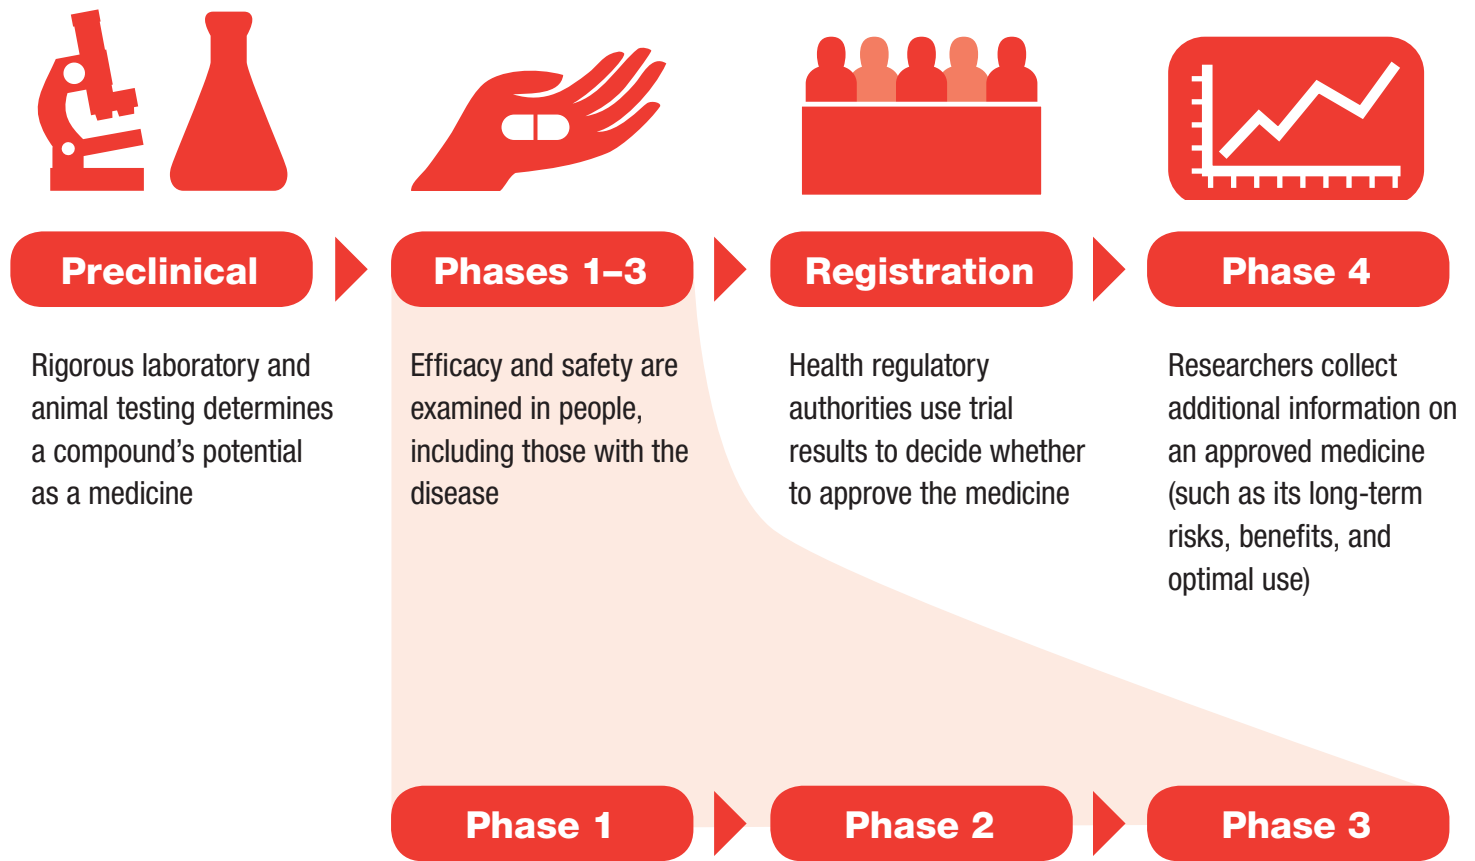 Preclinical
Rigorous laboratory and
animal testing determines
a compound’s potential
as a medicine
Phases 1–3
Efficacy and safety are
examined in people,
including those with the
disease
Registration
Health regulatory
authorities use trial
results to decide whether
to approve the medicine
Phase 4
Researchers collect
additional information on
an approved medicine
(such as its long-term
risks, benefits, and
optimal use)
Phase 1
Phase 2
Phase 3